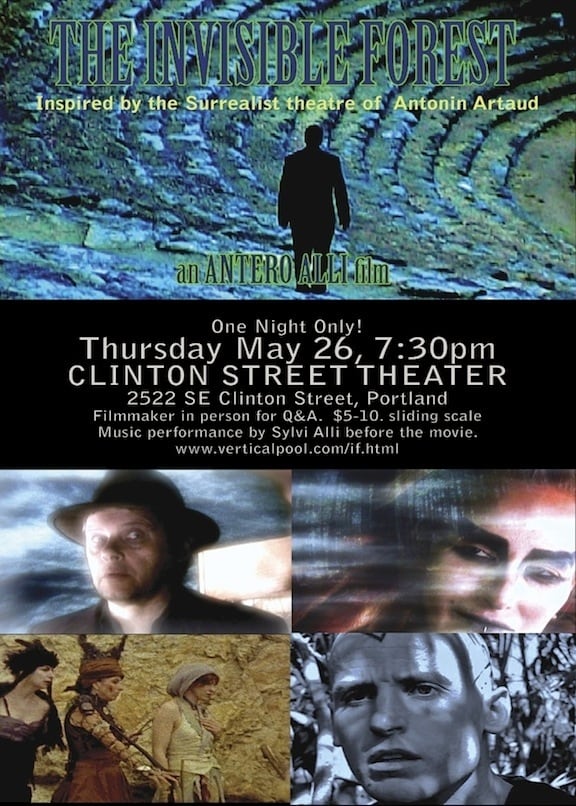 THE INVISIBLE FOREST
Inspired by the Surrealist theatre of Antonin Artaud
an ANTERO ALLI film
One Night Only!
Thursday May 26, 7:30pm
CLINTON STREET THEATER
2522 SE Clinton Street, Portland
Filmmaker in person for Q&A. $5-10. sliding scale
Music performance by Sylvi Alli before the movie.
www.verticalpool.com/if.html